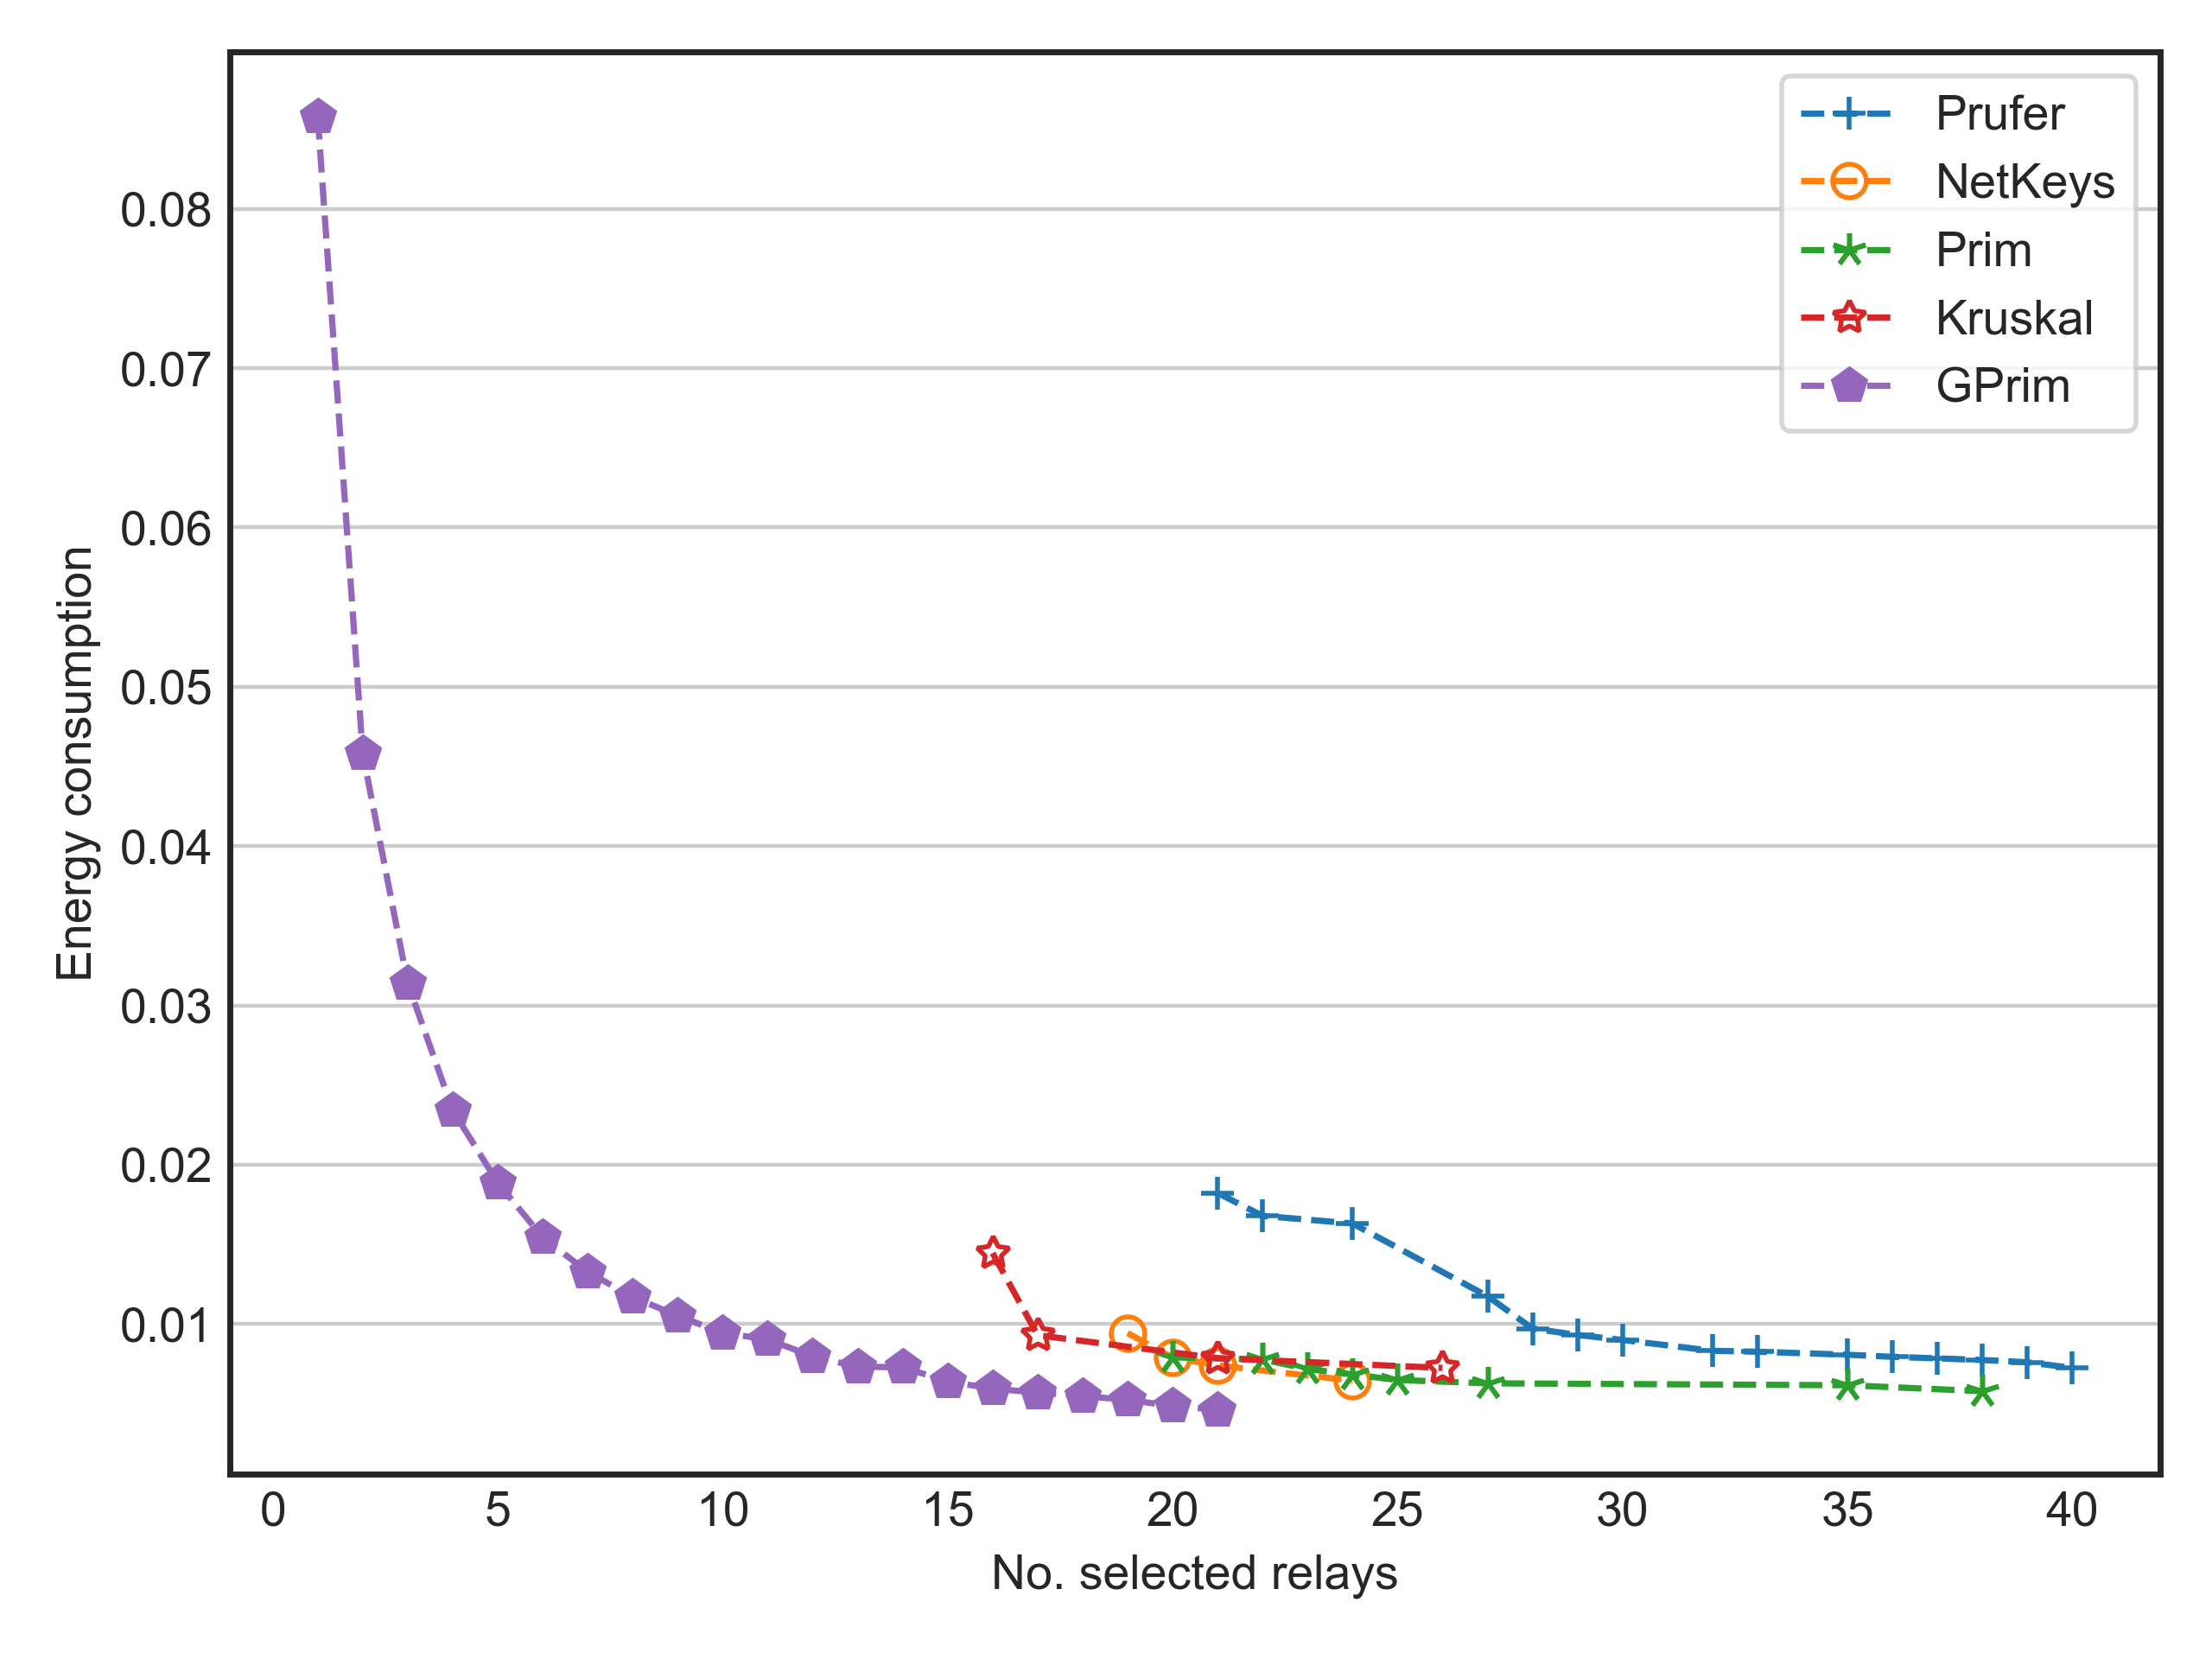 Prufer
NetKeys
Prim
Kruskal
GPrim
Energy consumption
0.08
0.07
0.06
0.05
0.04
0.03
0.02
0.01
0 5 10 15 20 25 30 35 40
No. selected relays